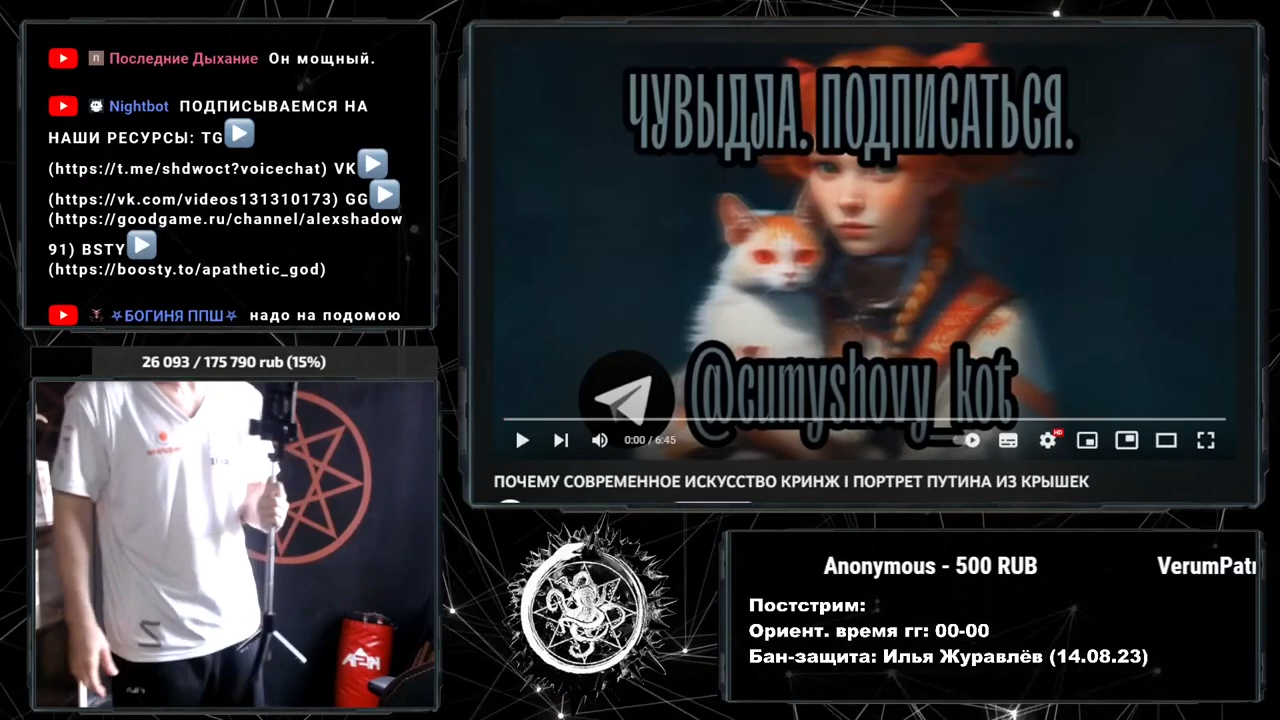 П Последние Дыхание Он мощный.
Nightbot ПОДПИСЫВАЕМСЯ НА
НАШИ РЕСУРСЫ: TG
(https://t.me/shdwoct?voicechat) VK
(https://vk.com/videos131310173) GG
(https://goodgame.ru/channel/alexshadow
91) BSTY
(https://boosty.to/apathetic_god)
⛧БОГИНЯ ППШ⛧ надо на подомою
26 093 / 175 790 rub (15%)
ЧУВЫДЛА. ПОДПИСАТЬСЯ.
@cumyshovy_kot
0:00 / 6:45
HD
ПОЧЕМУ СОВРЕМЕННОЕ ИСКУССТВО КРИНЖ I ПОРТРЕТ ПУТИНА ИЗ КРЫШЕК
Anonymous - 500 RUB
Постстрим:
Ориент. время гг: 00-00
Бан-защита: Илья Журавлёв (14.08.23)